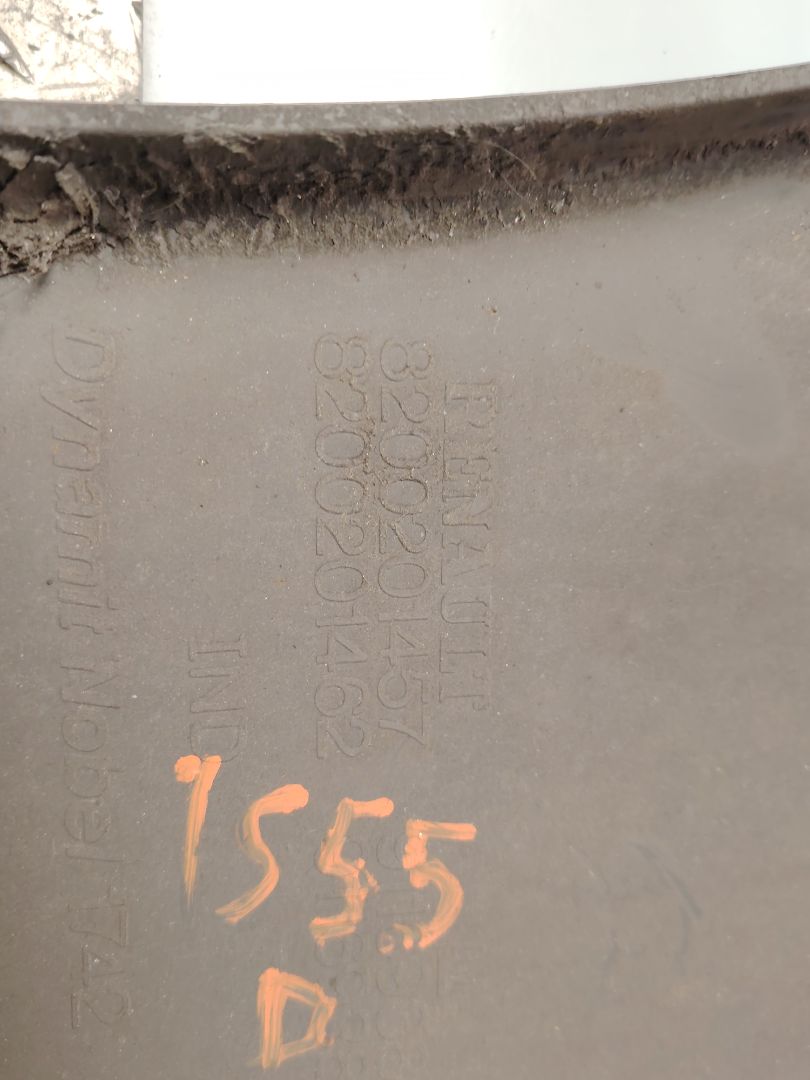 RENAULT
8200201457
8200201462
IND
Dynamit Nobel 1742
1555
D